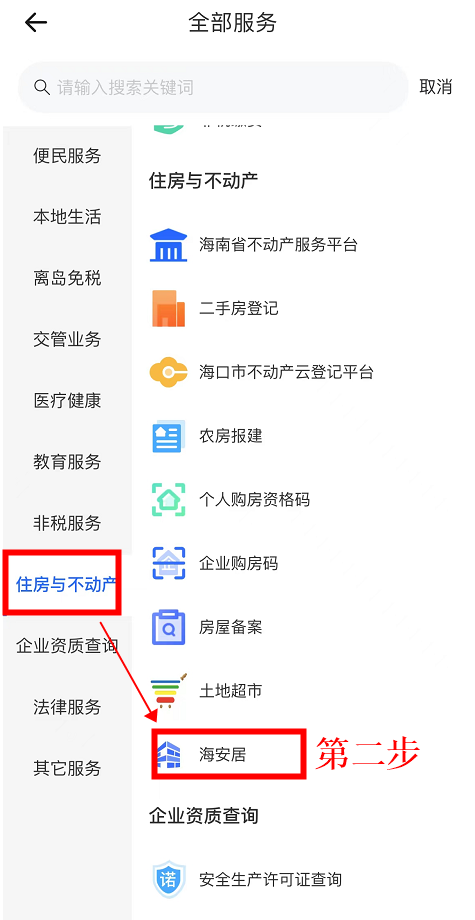 全部服务
请输入搜索关键词
取消
便民服务
本地生活
离岛免税
交管业务
医疗健康
教育服务
非税服务
住房与不动产
企业资质查询
法律服务
其它服务
住房与不动产
海南省不动产服务平台
二手房登记
海口市不动产云登记平台
农房报建
个人购房资格码
企业购房码
房屋备案
土地超市
海安居
第二步
企业资质查询
诺
安全生产许可证查询